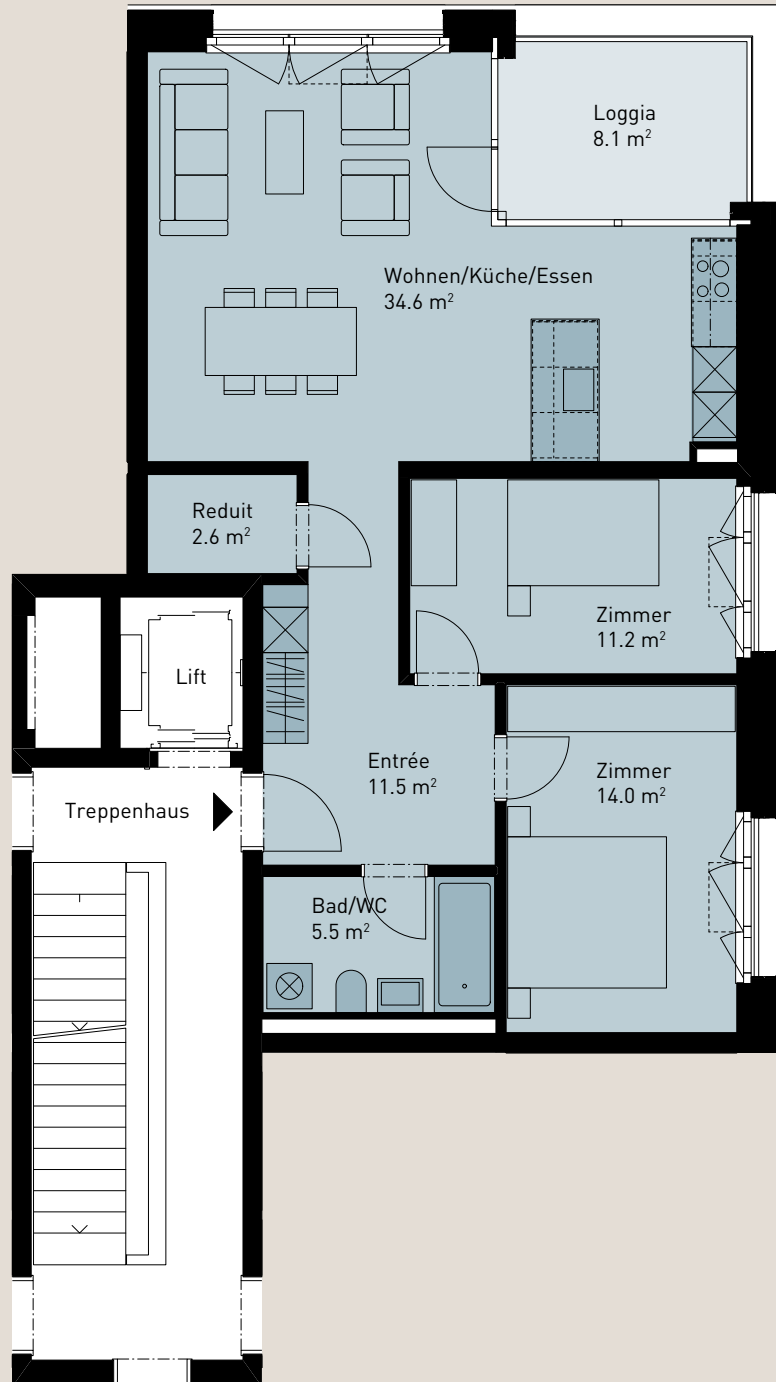 Loggia
8.1 m²
Wohnen/Küche/Essen
34.6 m²
Reduit
2.6 m²
Zimmer
11.2 m²
Lift
Entrée
11.5 m²
Zimmer
14.0 m²
Treppenhaus
Bad/WC
5.5 m²